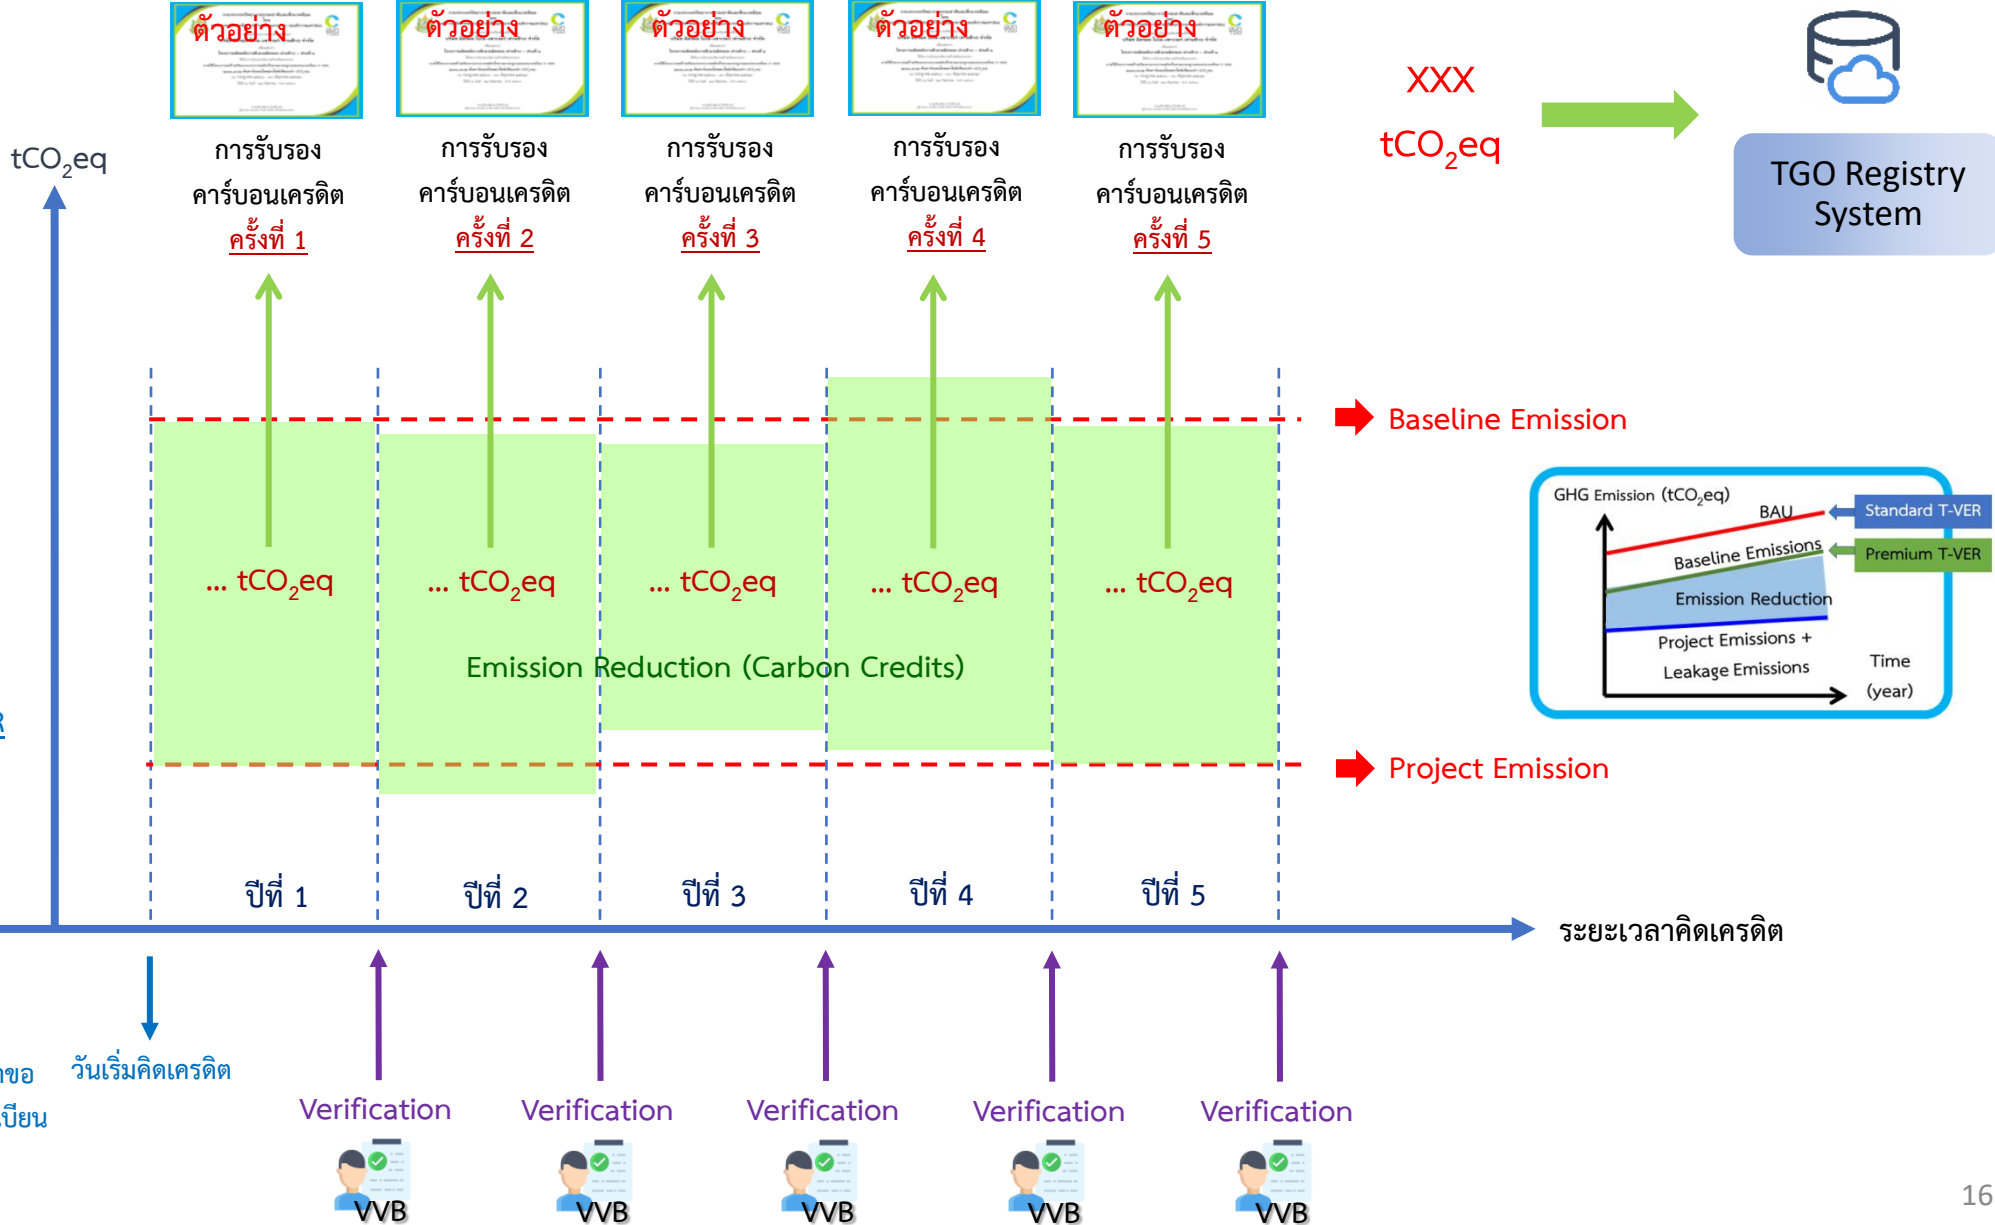 ตัวอย่าง
ตัวอย่าง
ตัวอย่าง
ตัวอย่าง
ตัวอย่าง
การรับรอง
คาร์บอนเครดิต
ครั้งที่ 1
การรับรอง
คาร์บอนเครดิต
ครั้งที่ 2
การรับรอง
คาร์บอนเครดิต
ครั้งที่ 3
การรับรอง
คาร์บอนเครดิต
ครั้งที่ 4
การรับรอง
คาร์บอนเครดิต
ครั้งที่ 5
XXX
tCO₂eq
TGO Registry
System
tCO₂eq
Baseline Emission
... tCO₂eq
... tCO₂eq
... tCO₂eq
... tCO₂eq
... tCO₂eq
Emission Reduction (Carbon Credits)
Project Emission
GHG Emission (tCO₂eq)
BAU
Standard T-VER
Baseline Emissions
Premium T-VER
Emission Reduction
Project Emissions +
Leakage Emissions
Time
(year)
ปีที่ 1
ปีที่ 2
ปีที่ 3
ปีที่ 4
ปีที่ 5
ระยะเวลาคิดเครดิต
วันเริ่มคิดเครดิต
Verification
Verification
Verification
Verification
Verification
VVB
VVB
VVB
VVB
VVB
16